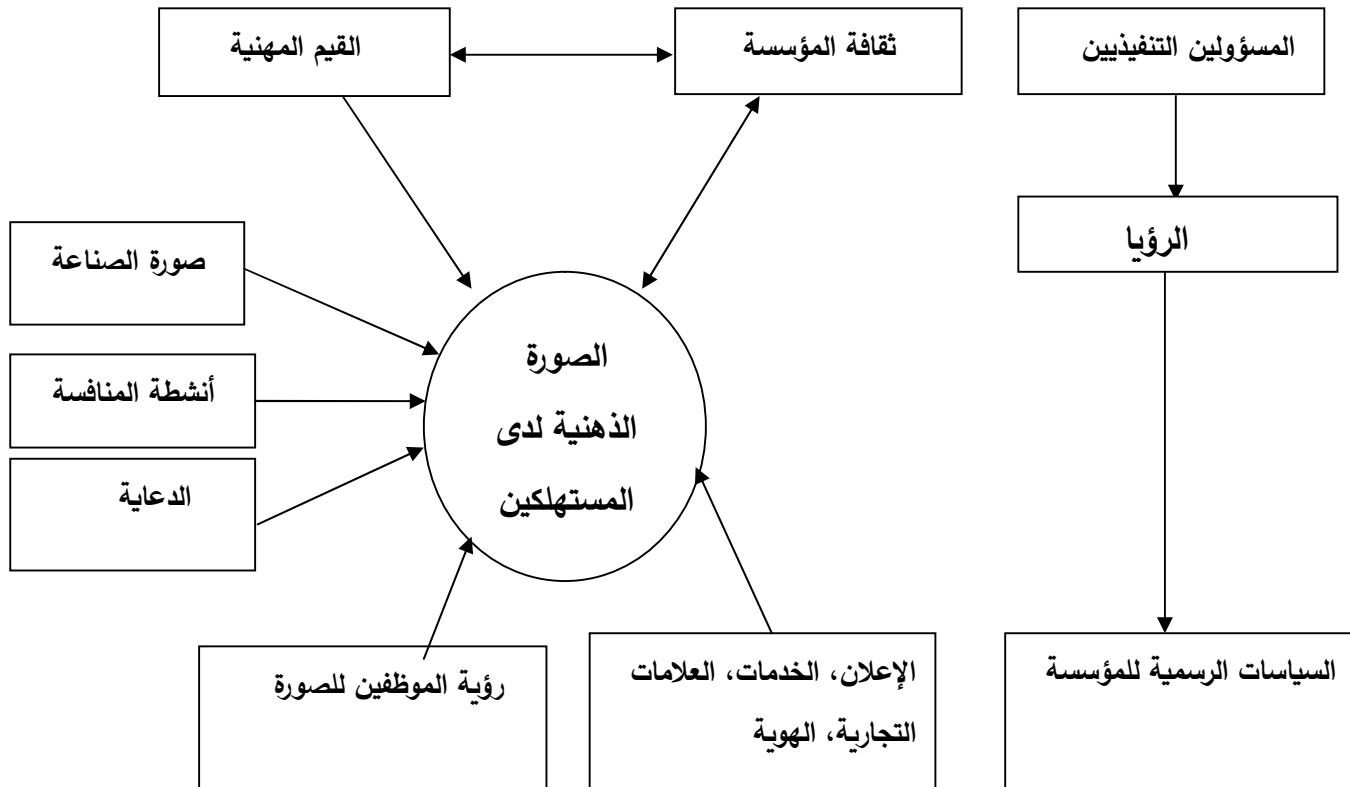 المسؤولين التنفيذيين
ثقافة المؤسسة
القيم المهنية
الرؤيا
صورة الصناعة
الصورة
الذهنية لدى
المستهلكين
أنشطة المنافسة
الدعاية
السياسات الرسمية للمؤسسة
الإعلان، الخدمات، العلامات
التجارية، الهوية
رؤية الموظفين للصورة